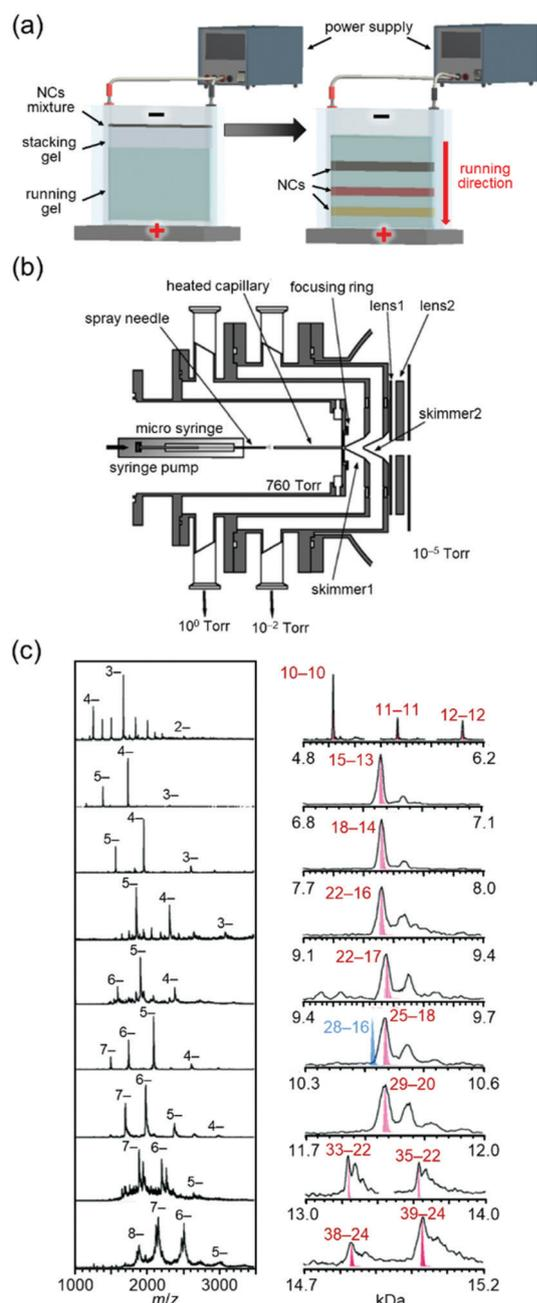 (a)
power supply
NCs
mixture
stacking
gel
running
gel
NCs
running
direction
−
+
−
+
(b)
heated capillary
focusing ring
lens1
lens2
spray needle
micro syringe
syringe pump
skimmer2
760 Torr
skimmer1
10⁻⁵ Torr
10⁰ Torr
10⁻² Torr
(c)
3–
4–
2–
10–10
11–11
12–12
4.8
6.2
4–
5–
3–
15–13
6.8
7.1
4–
5–
3–
18–14
7.7
8.0
5–
4–
3–
22–16
9.1
9.4
5–
6–
4–
22–17
9.4
9.7
5–
6–
7–
4–
28–16
25–18
10.3
10.6
6–
7–
5–
4–
29–20
11.7
12.0
7–
6–
5–
33–22
35–22
13.0
14.0
7–
6–
8–
5–
38–24
39–24
14.7
15.2
1000
2000
3000
m/z
kDa